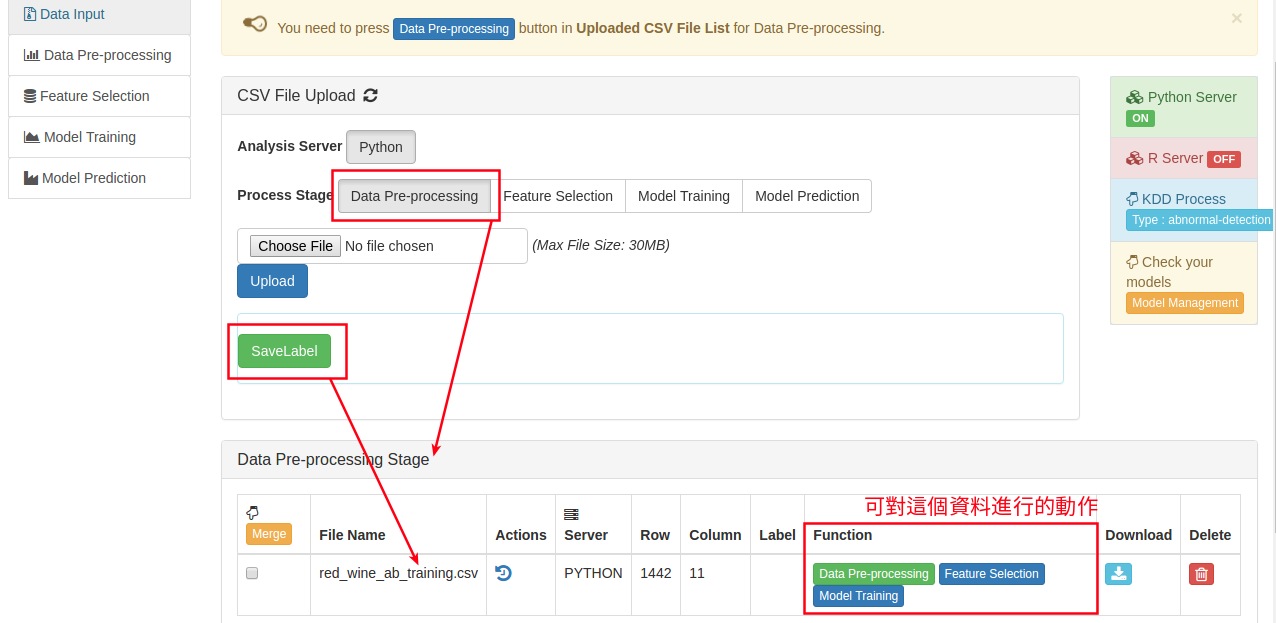 Data Input
Data Pre-processing
Feature Selection
Model Training
Model Prediction
You need to press Data Pre-processing button in Uploaded CSV File List for Data Pre-processing.
×
CSV File Upload
Analysis Server Python
Process Stage Data Pre-processing Feature Selection Model Training Model Prediction
Choose File No file chosen (Max File Size: 30MB)
Upload
SaveLabel
Python Server
ON
R Server OFF
KDD Process
Type : abnormal-detection
Check your
models
Model Management
Data Pre-processing Stage
可對這個資料進行的動作
Merge File Name Actions Server Row Column Label Function Download Delete
red_wine_ab_training.csv PYTHON 1442 11 Data Pre-processing Feature Selection
Model Training